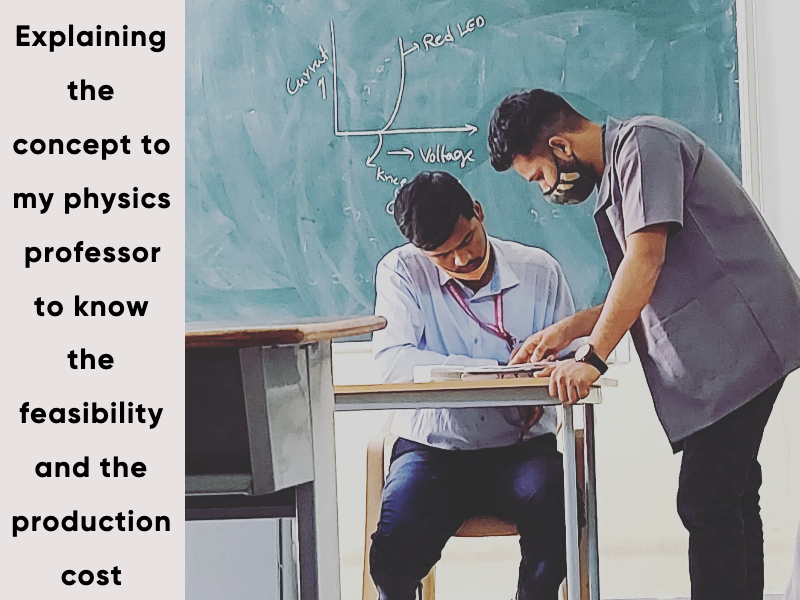 Explaining
the
concept to
my physics
professor
to know
the
feasibility
and the
production
cost
Current
↑
→ Red LED
→ Voltage
Knee